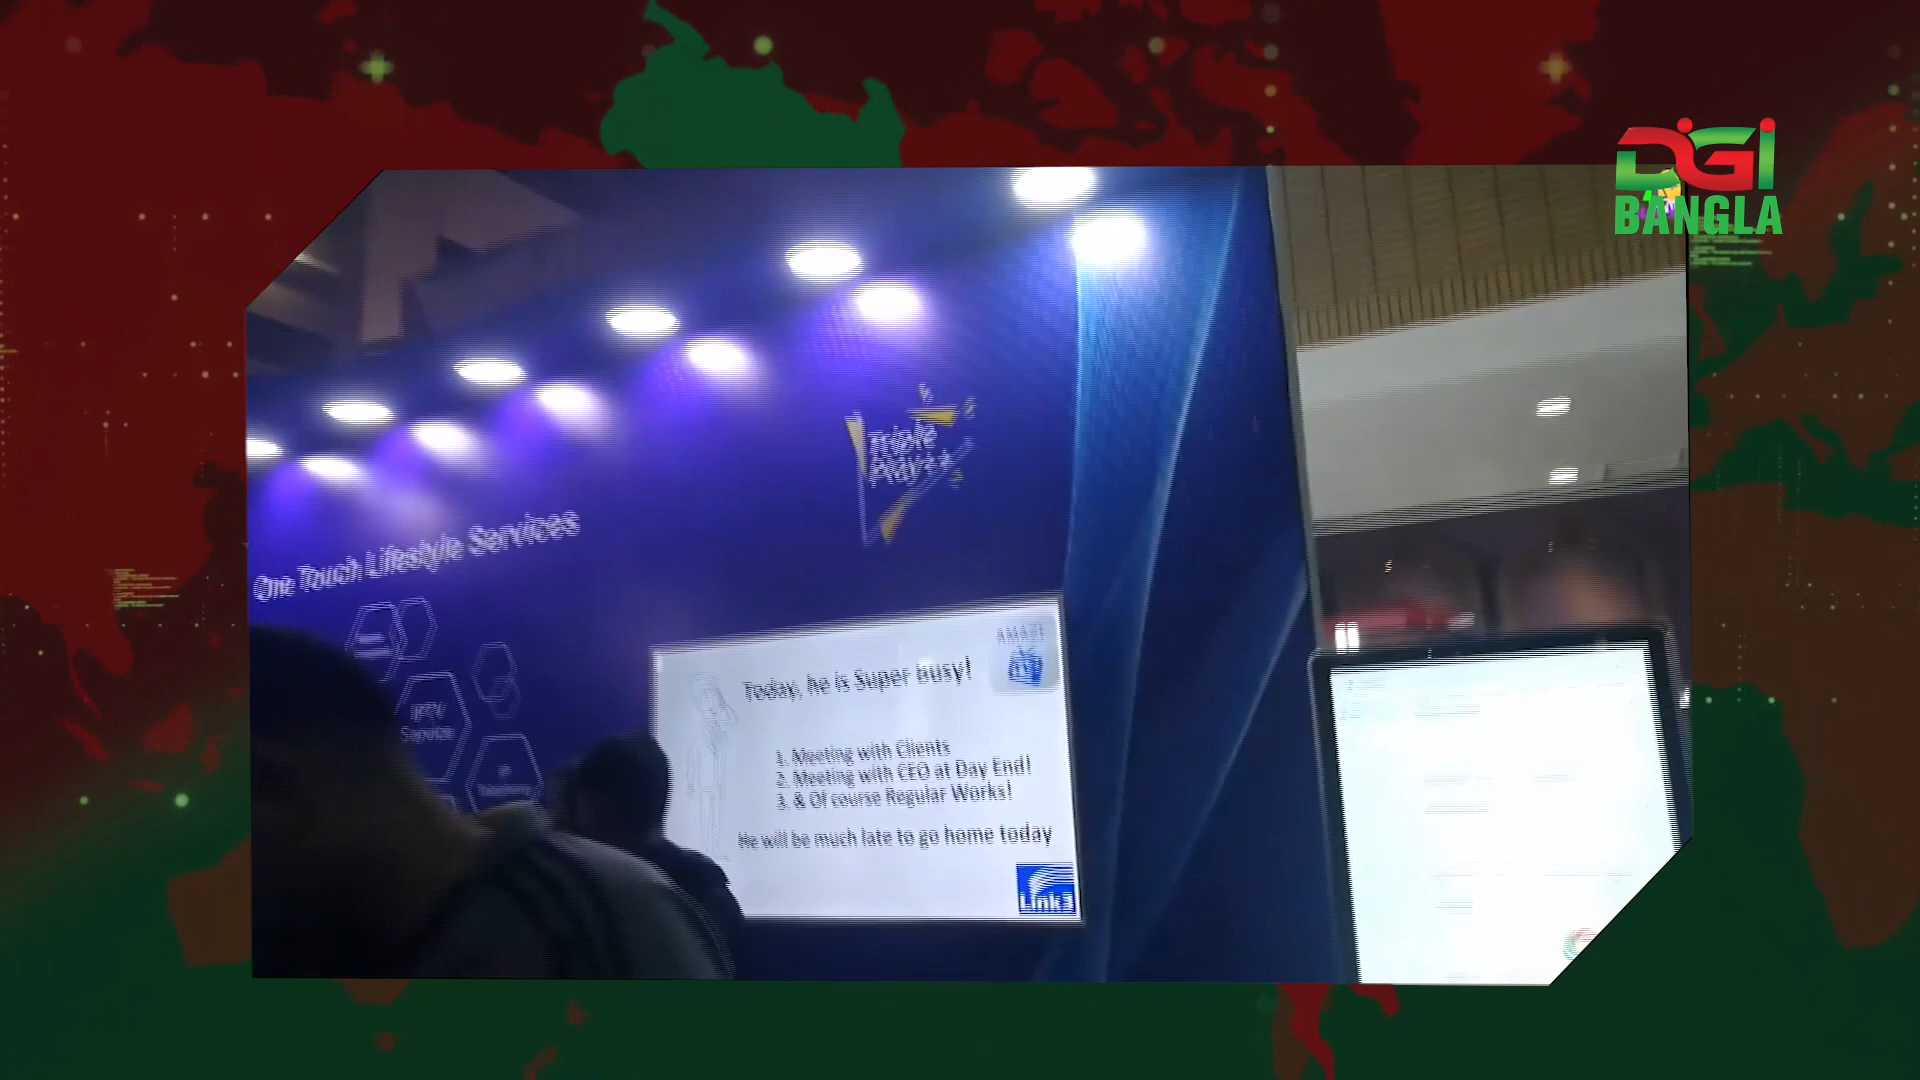 DGI
BANGLA
Triple
Play
One Touch Lifestyle Services
IPTV
Service
IP
Telephony
Today, he is Super busy!
1. Meeting with Clients
2. Meeting with CEO at Day End!
3. & Of course Regular Works!
He will be much late to go home today
Link3